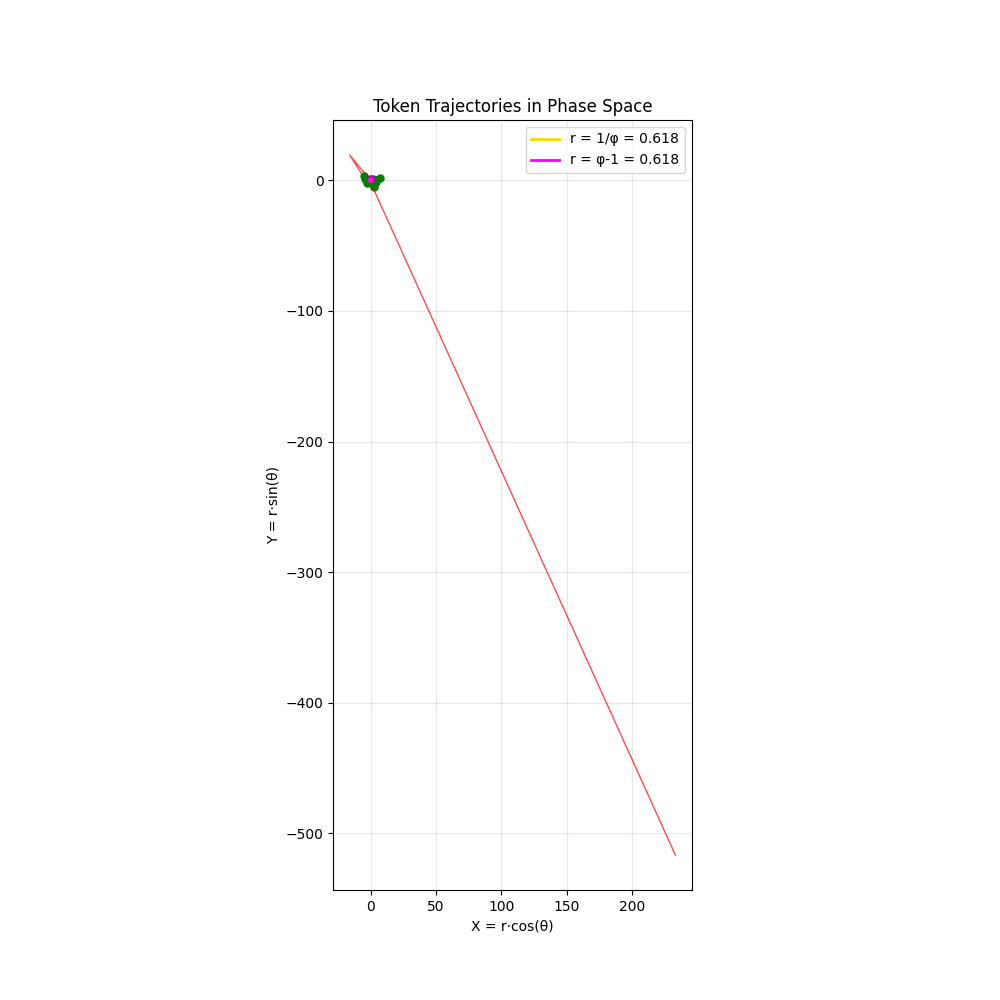 Token Trajectories in Phase Space
r = 1/φ = 0.618
r = φ-1 = 0.618
0
−100
−200
−300
−400
−500
Y = r·sin(θ)
0 50 100 150 200
X = r·cos(θ)